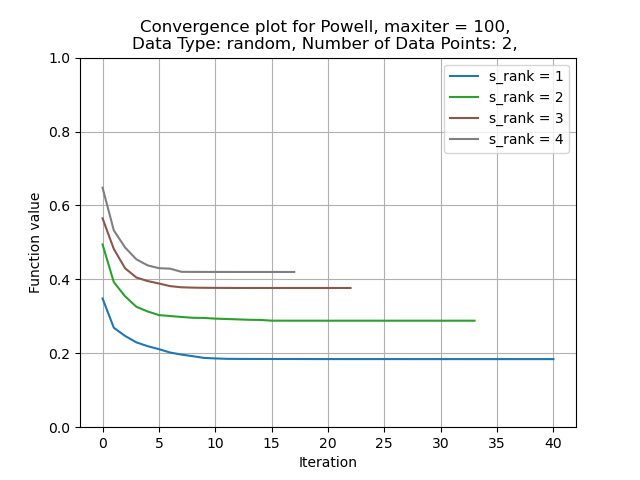 Convergence plot for Powell, maxiter = 100,
Data Type: random, Number of Data Points: 2,
1.0
0.8
0.6
0.4
0.2
0.0
Function value
s_rank = 1
s_rank = 2
s_rank = 3
s_rank = 4
0 5 10 15 20 25 30 35 40
Iteration